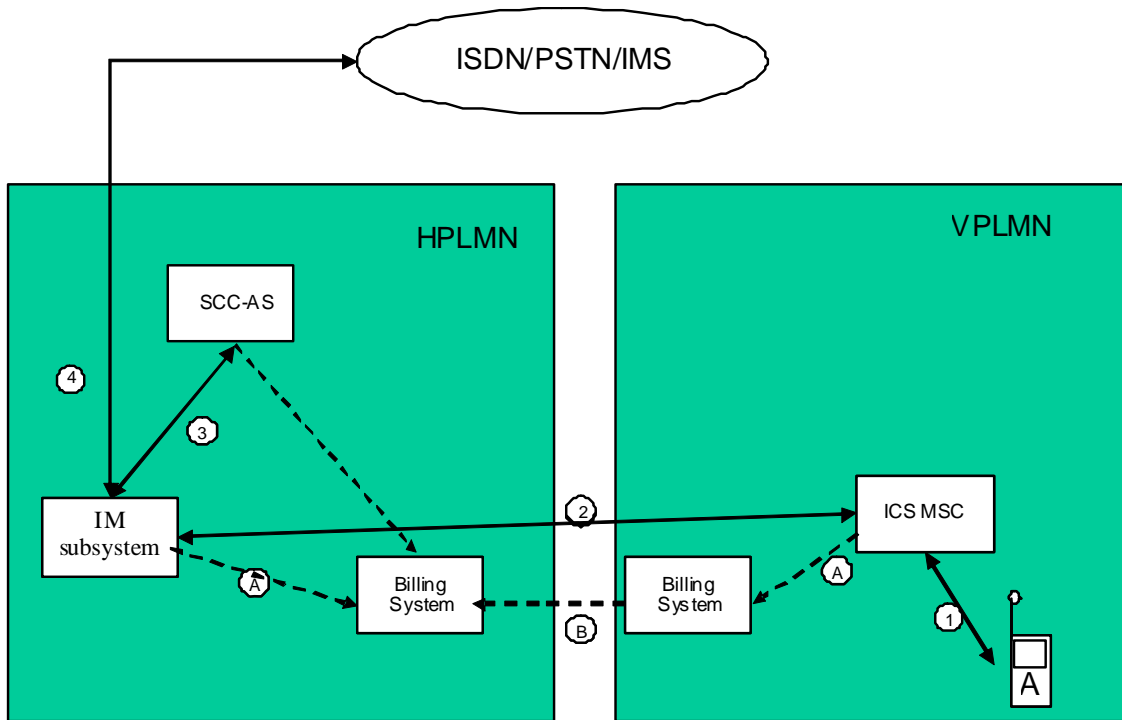 ISDN/PSTN/IMS
HPLMN
VPLMN
SCC-AS
4
3
IM
subsystem
2
ICS MSC
A
Billing
System
B
Billing
System
A
1
A